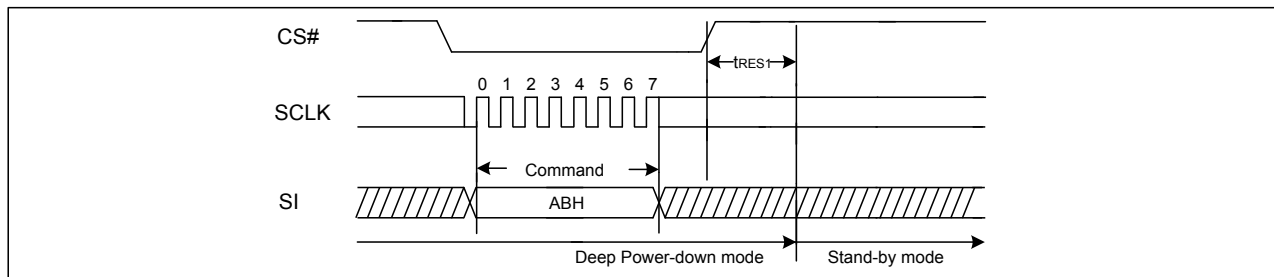 CS#
tRES1
0 1 2 3 4 5 6 7
SCLK
Command
SI
ABH
Deep Power-down mode
Stand-by mode